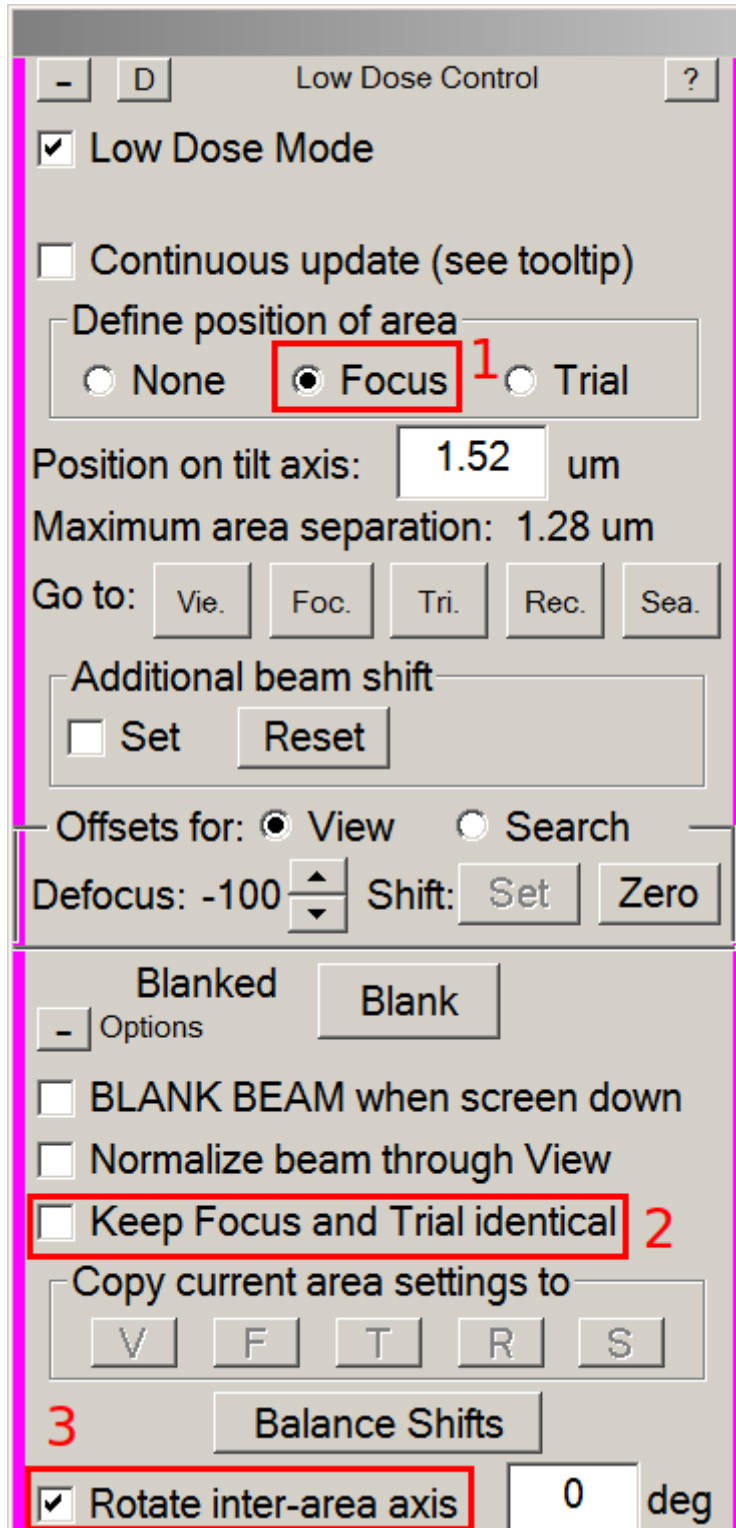 - D Low Dose Control ?
Low Dose Mode
Continuous update (see tooltip)
Define position of area
None Focus 1 Trial
Position on tilt axis: 1.52 um
Maximum area separation: 1.28 um
Go to: Vie. Foc. Tri. Rec. Sea.
Additional beam shift
Set Reset
Offsets for: View Search
Defocus: -100 Shift: Set Zero
Blanked Blank
- Options
BLANK BEAM when screen down
Normalize beam through View
Keep Focus and Trial identical 2
Copy current area settings to
V F T R S
3 Balance Shifts
Rotate inter-area axis 0 deg